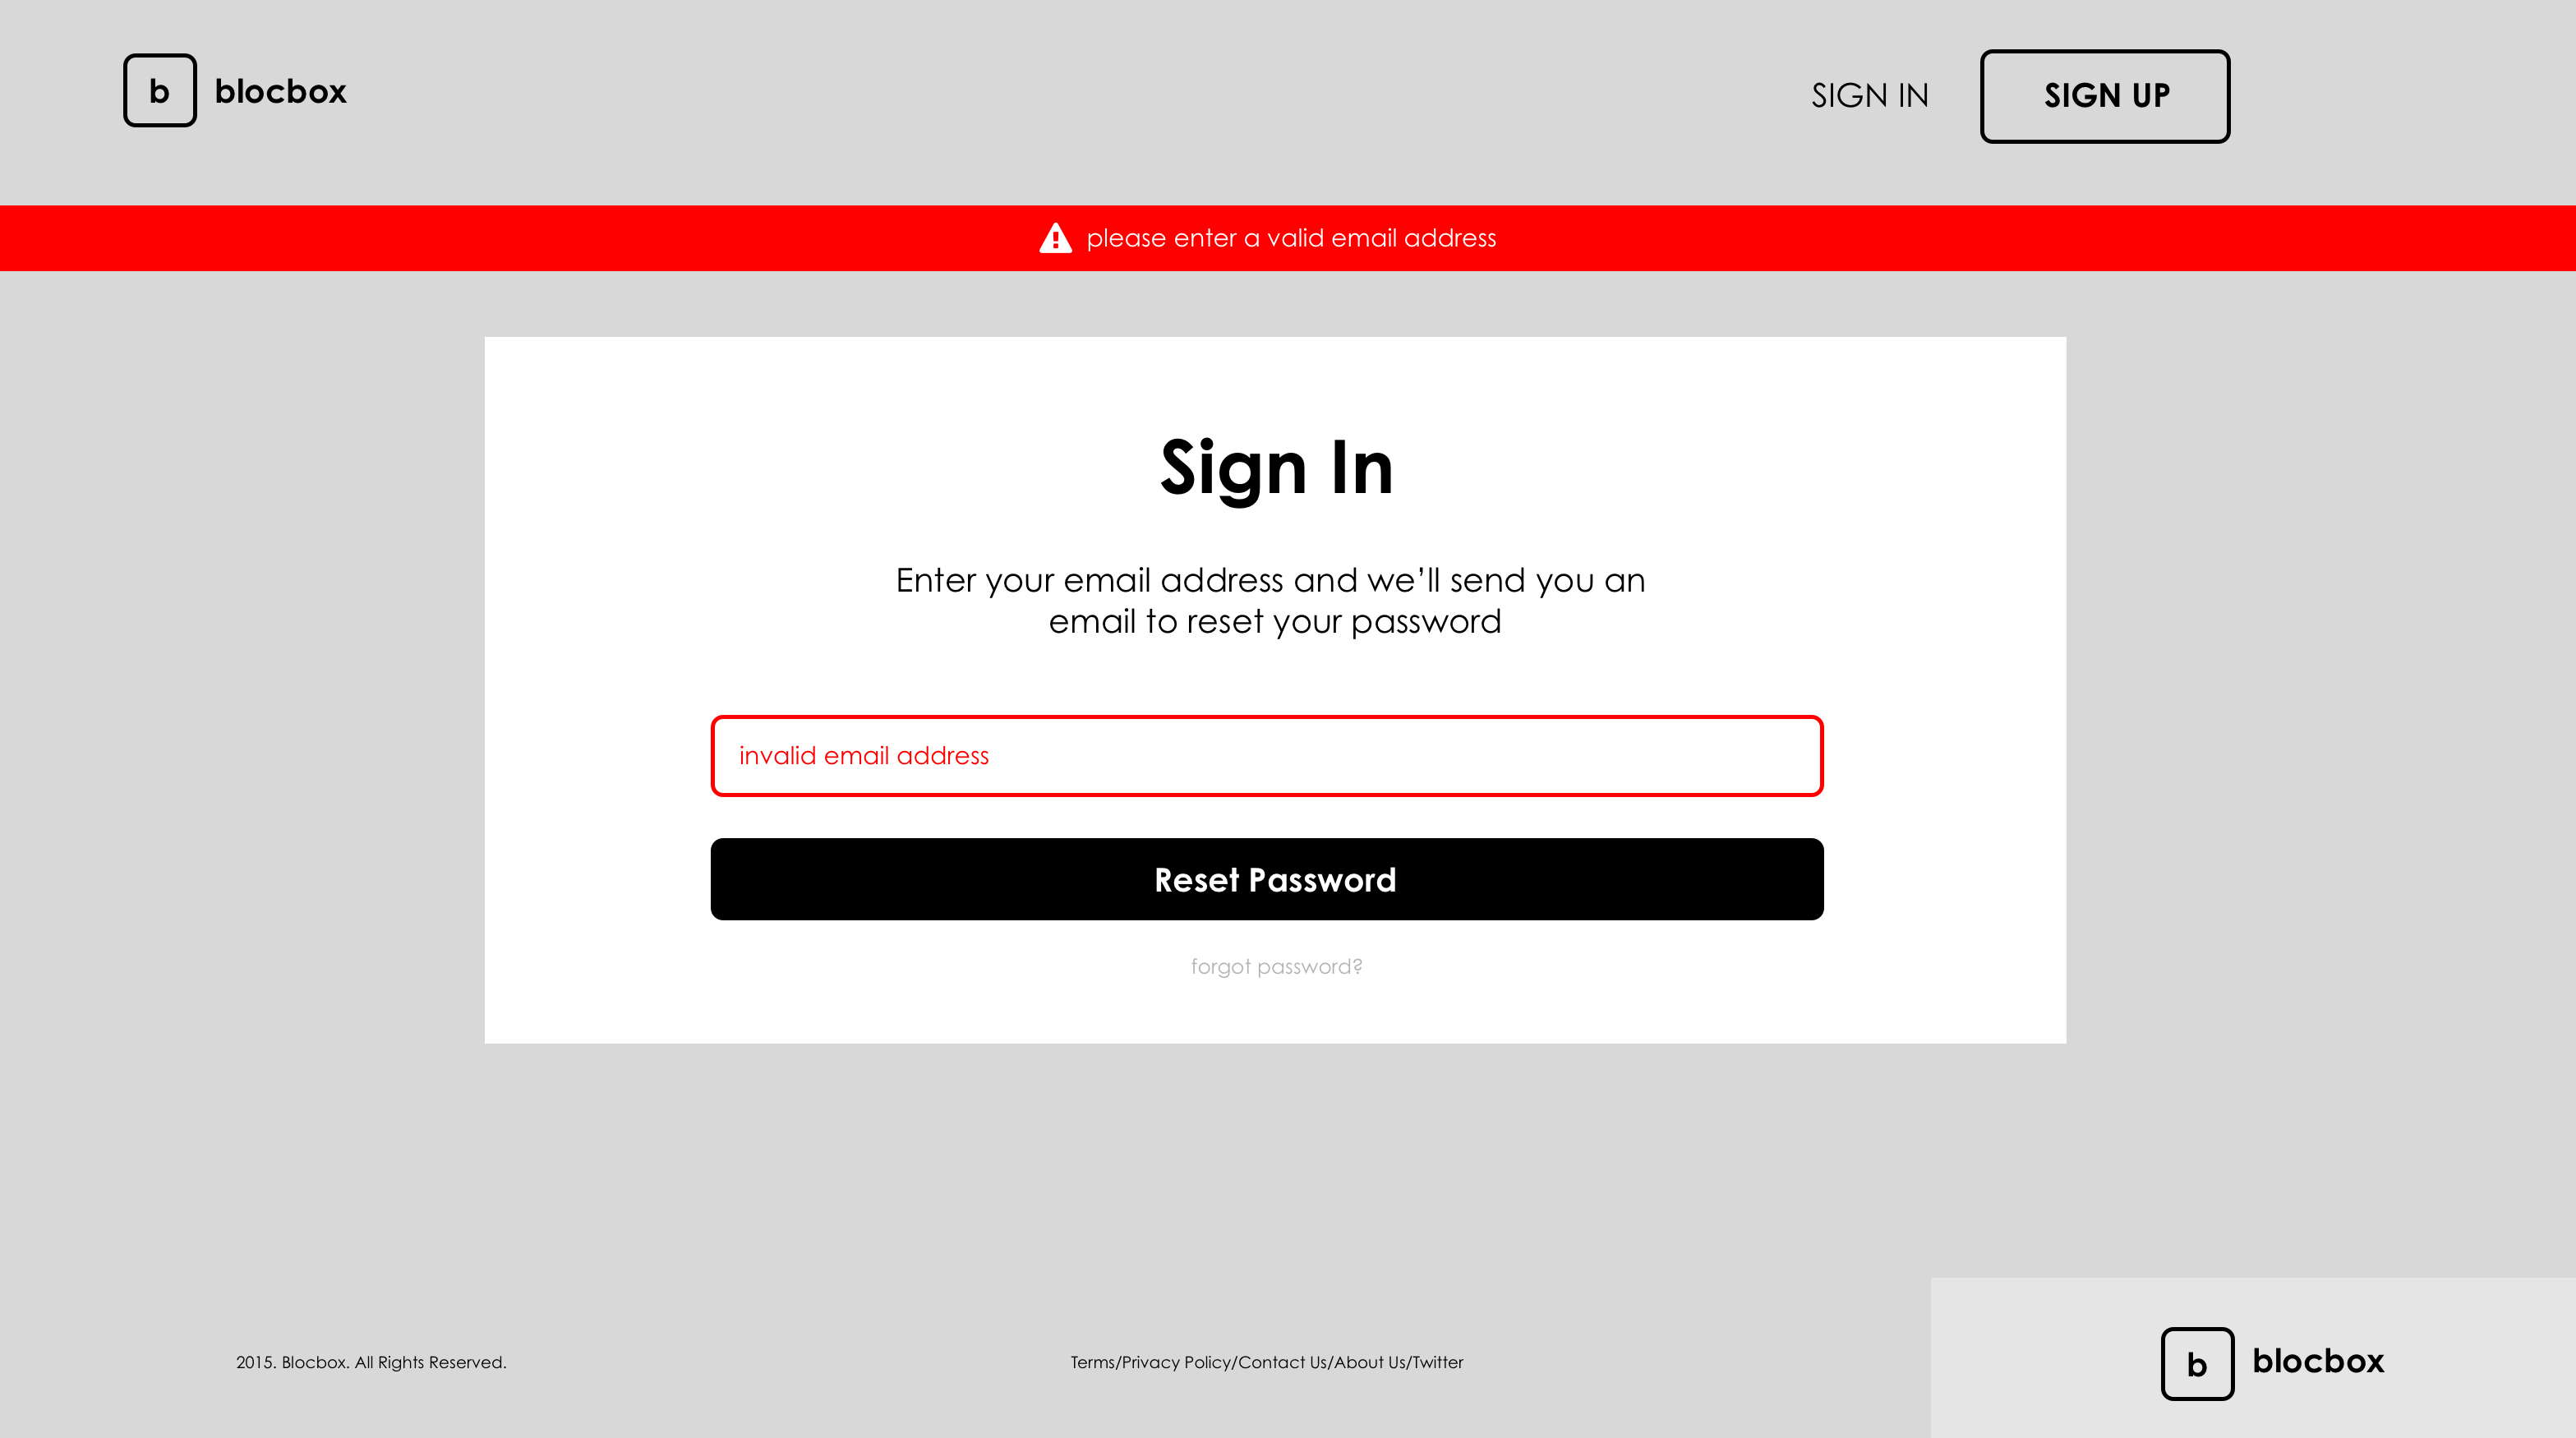 b blocbox
SIGN IN
SIGN UP
please enter a valid email address
Sign In
Enter your email address and we’ll send you an
email to reset your password
invalid email address
Reset Password
forgot password?
2015. Blocbox. All Rights Reserved.
Terms/Privacy Policy/Contact Us/About Us/Twitter
b blocbox